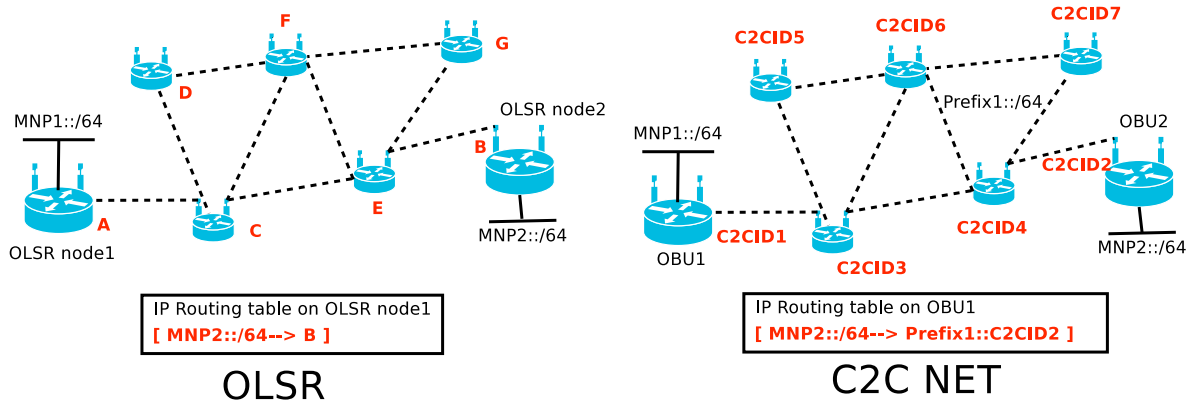 F
G
D
OLSR node2
MNP1::/64
B
A
C
E
OLSR node1
MNP2::/64
IP Routing table on OLSR node1
[ MNP2::/64--> B ]
OLSR
C2CID7
C2CID6
C2CID5
Prefix1::/64
OBU2
MNP1::/64
C2CID2
C2CID1
C2CID4
MNP2::/64
OBU1
C2CID3
IP Routing table on OBU1
[ MNP2::/64--> Prefix1::C2CID2 ]
C2C NET